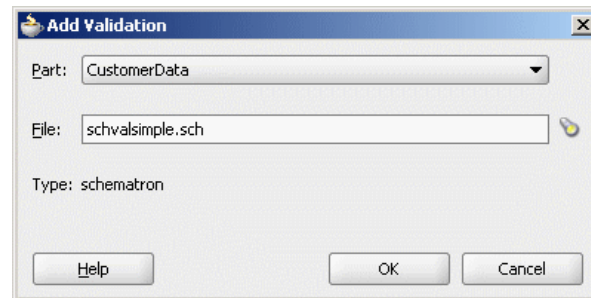 Add Validation
Part: CustomerData
File: schvalsimple.sch
Type: schematron
Help OK Cancel